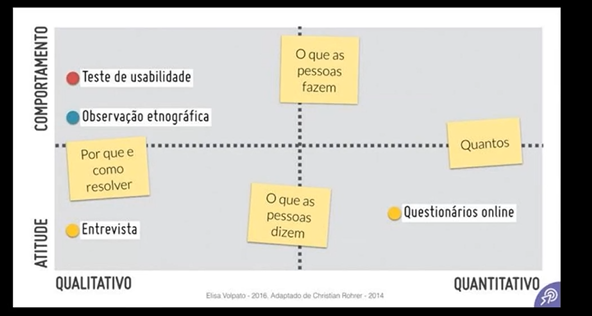 COMPORTAMENTO
O que as
pessoas
fazem
Teste de usabilidade
Observação etnográfica
Por que e
como
resolver
Quantos
ATITUDE
O que as
pessoas
dizem
Questionários online
Entrevista
QUALITATIVO
QUANTITATIVO
Elisa Volpato - 2016, Adaptado de Christian Rohrer - 2014